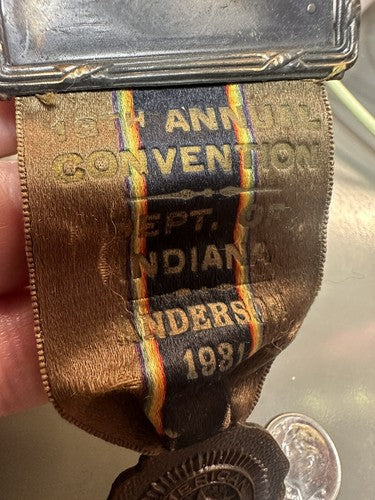 ANNUAL
CONVENTION
DEPT. OF
INDIANA
ANDERSON
1931